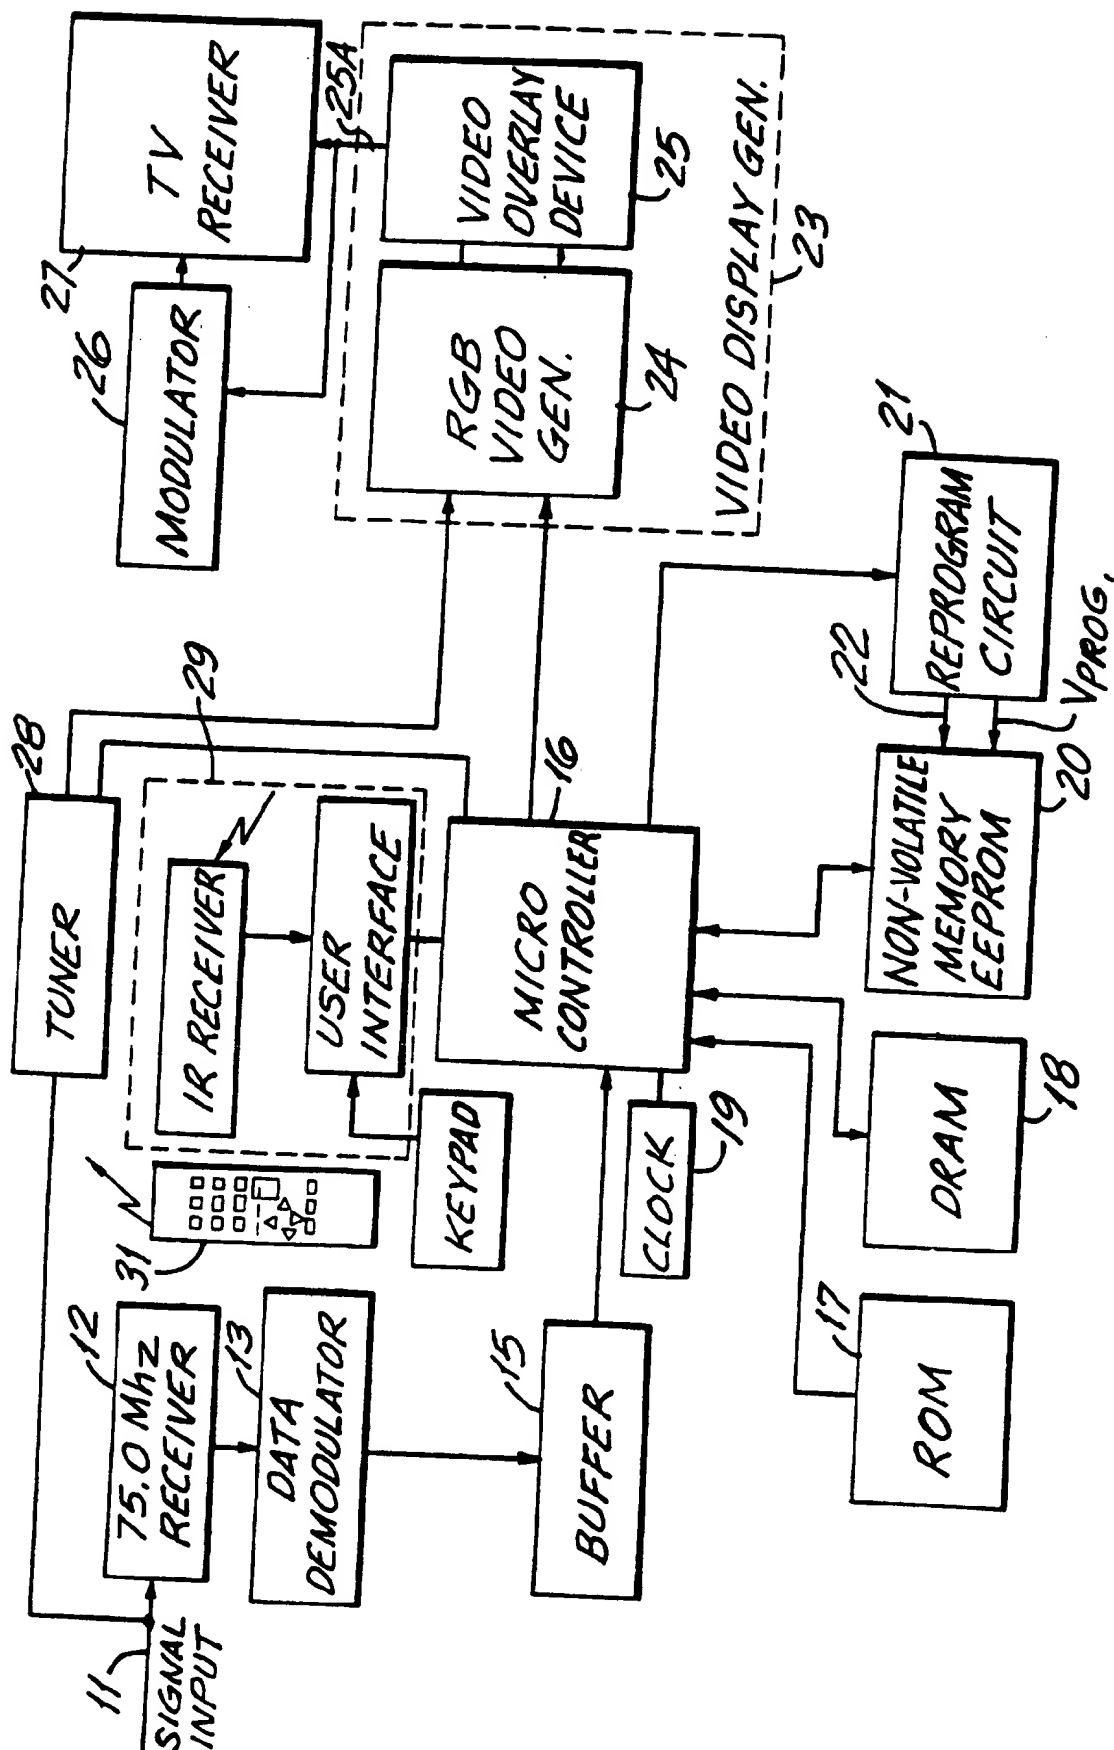 11
SIGNAL
INPUT
12
75.0 Mhz
RECEIVER
13
DATA
DEMODULATOR
15
BUFFER
17
ROM
28
TUNER
31
29
IR RECEIVER
USER
INTERFACE
KEYPAD
16
MICRO
CONTROLLER
CLOCK
19
DRAM
18
NON-VOLATILE
MEMORY
EEPROM
20
22
VPROG.
REPROGRAM
CIRCUIT
21
26
MODULATOR
27
TV
RECEIVER
25A
RGB
VIDEO
GEN.
24
VIDEO
OVERLAY
DEVICE
25
VIDEO DISPLAY GEN.
23